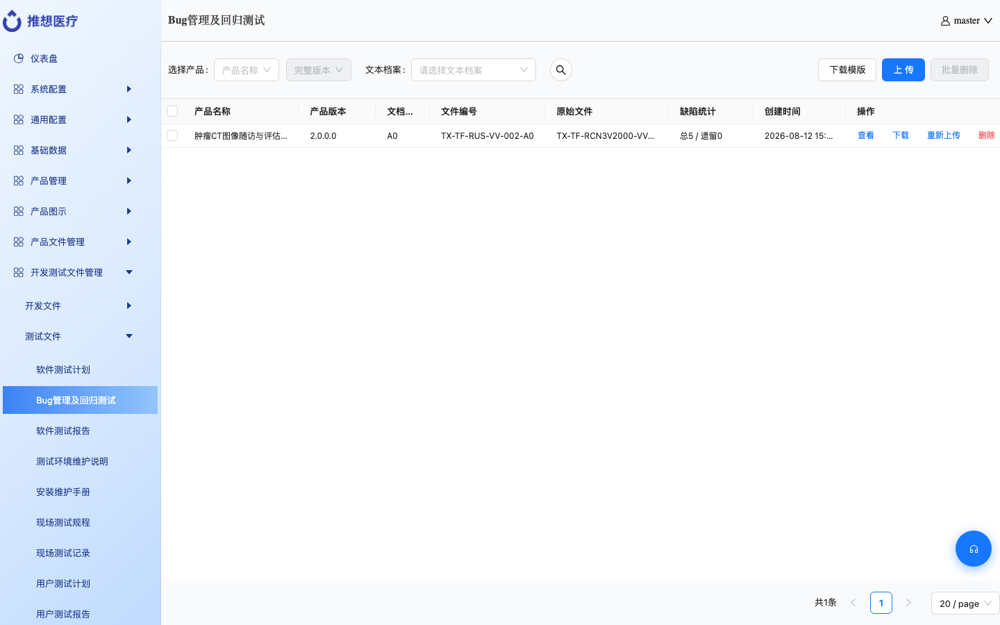 推想医疗
Bug管理及回归测试
master
仪表盘
系统配置
通用配置
基础数据
产品管理
产品图示
产品文件管理
开发测试文件管理
开发文件
测试文件
软件测试计划
Bug管理及回归测试
软件测试报告
测试环境维护说明
安装维护手册
现场测试规程
现场测试记录
用户测试计划
用户测试报告
选择产品: 产品名称 完整版本 文本档案: 请选择文本档案 下载模版 上 传 批量删除
产品名称 产品版本 文档... 文件编号 原始文件 缺陷统计 创建时间 操作
肿瘤CT图像随访与评估... 2.0.0.0 A0 TX-TF-RUS-VV-002-A0 TX-TF-RCN3V2000-VV... 总5 / 遗留0 2026-08-12 15:... 查看 下载 重新上传 删除
共1条 1 20 / page